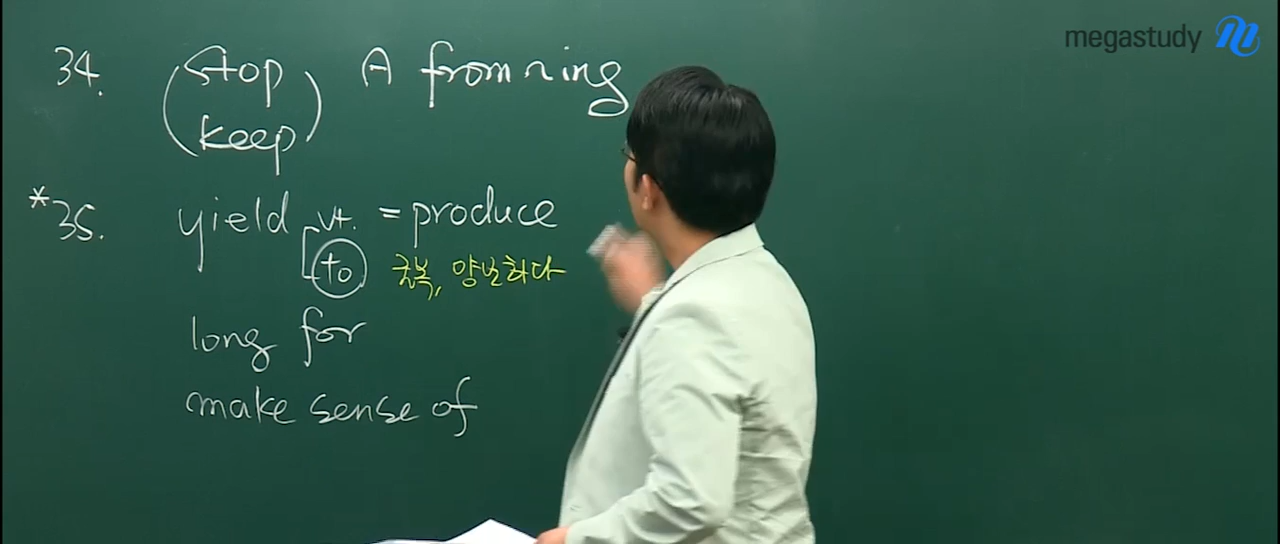 megastudy
34. (stop A from ~ing
keep)
*35. yield vt. = produce
to 굴복, 양보하다
long for
make sense of